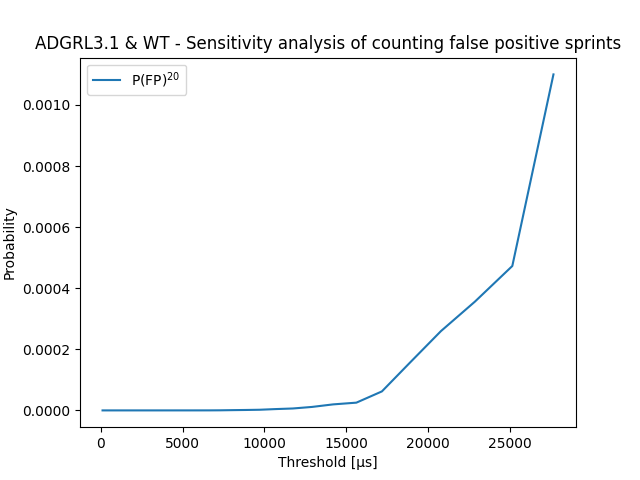 ADGRL3.1 & WT - Sensitivity analysis of counting false positive sprints
P(FP)²⁰
0.0010
0.0008
0.0006
0.0004
0.0002
0.0000
Probability
0 5000 10000 15000 20000 25000
Threshold [μs]